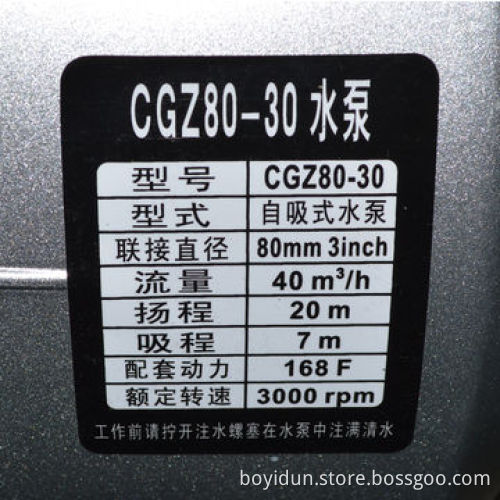 CGZ80-30 水泵
型号 CGZ80-30
型式 自吸式水泵
联接直径 80mm 3inch
流量 40 m³/h
扬程 20 m
吸程 7 m
配套动力 168 F
额定转速 3000 rpm
工作前请拧开注水螺塞在水泵中注满清水
boyidun.store.bossgoo.com